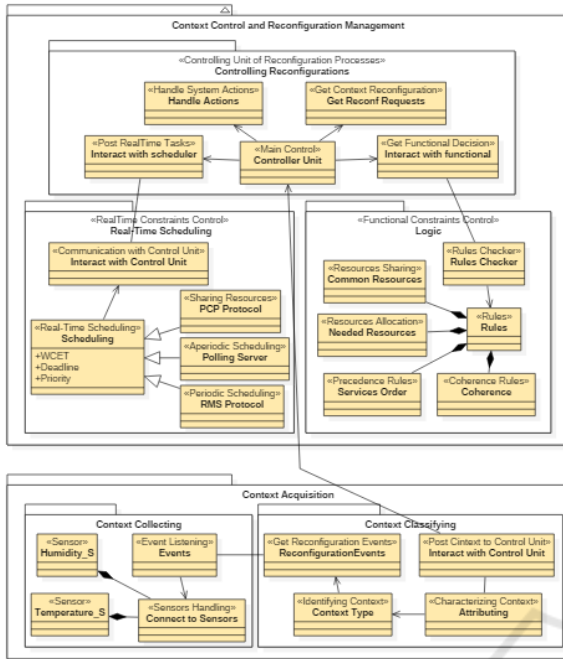 Context Control and Reconfiguration Management
«Controlling Unit of Reconfiguration Processes»
Controlling Reconfigurations
«Handle System Actions»
Handle Actions
«Get Context Reconfiguration»
Get Reconf Requests
«Post RealTime Tasks»
Interact with scheduler
«Main Control»
Controller Unit
«Get Functional Decision»
Interact with functional
«RealTime Constraints Control»
Real-Time Scheduling
«Communication with Control Unit»
Interact with Control Unit
«Sharing Resources»
PCP Protocol
«Real-Time Scheduling»
Scheduling
+WCET
+Deadline
+Priority
«Aperiodic Scheduling»
Polling Server
«Periodic Scheduling»
RMS Protocol
«Functional Constraints Control»
Logic
«Rules Checker»
Rules Checker
«Resources Sharing»
Common Resources
«Resources Allocation»
Needed Resources
«Rules»
Rules
«Precedence Rules»
Services Order
«Coherence Rules»
Coherence
Context Acquisition
Context Collecting
«Sensor»
Humidity_S
«Event Listening»
Events
«Sensor»
Temperature_S
«Sensors Handling»
Connect to Sensors
Context Classifying
«Get Reconfiguration Events»
ReconfigurationEvents
«Post Cintext to Control Unit»
Interact with Control Unit
«Identifying Context»
Context Type
«Characterizing Context»
Attributing